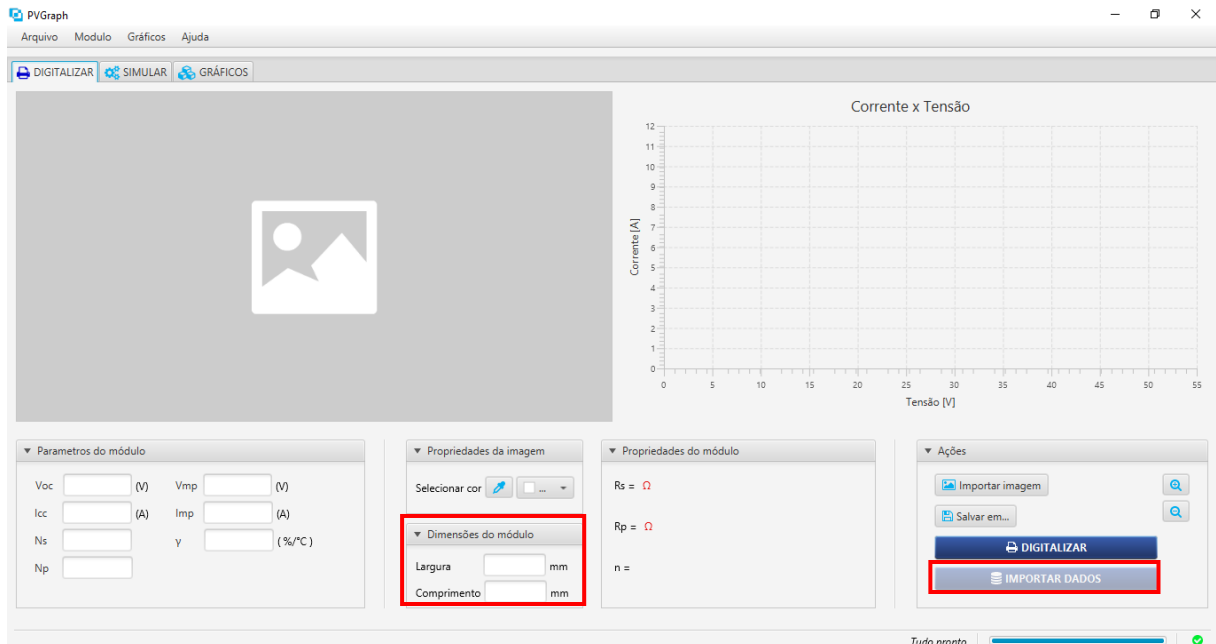 PVGraph
Arquivo Modulo Gráficos Ajuda
DIGITALIZAR SIMULAR GRÁFICOS
Corrente x Tensão
12
11
10
9
8
7
6
5
4
3
2
1
0
Corrente [A]
0 5 10 15 20 25 30 35 40 45 50 55
Tensão [V]
Parametros do módulo
Voc (V) Vmp (V)
Icc (A) Imp (A)
Ns γ (%/°C)
Np
Propriedades da imagem
Selecionar cor ...
Dimensões do módulo
Largura mm
Comprimento mm
Propriedades do módulo
Rs = Ω
Rp = Ω
n =
Ações
Importar imagem
Salvar em...
DIGITALIZAR
IMPORTAR DADOS
Tudo pronto